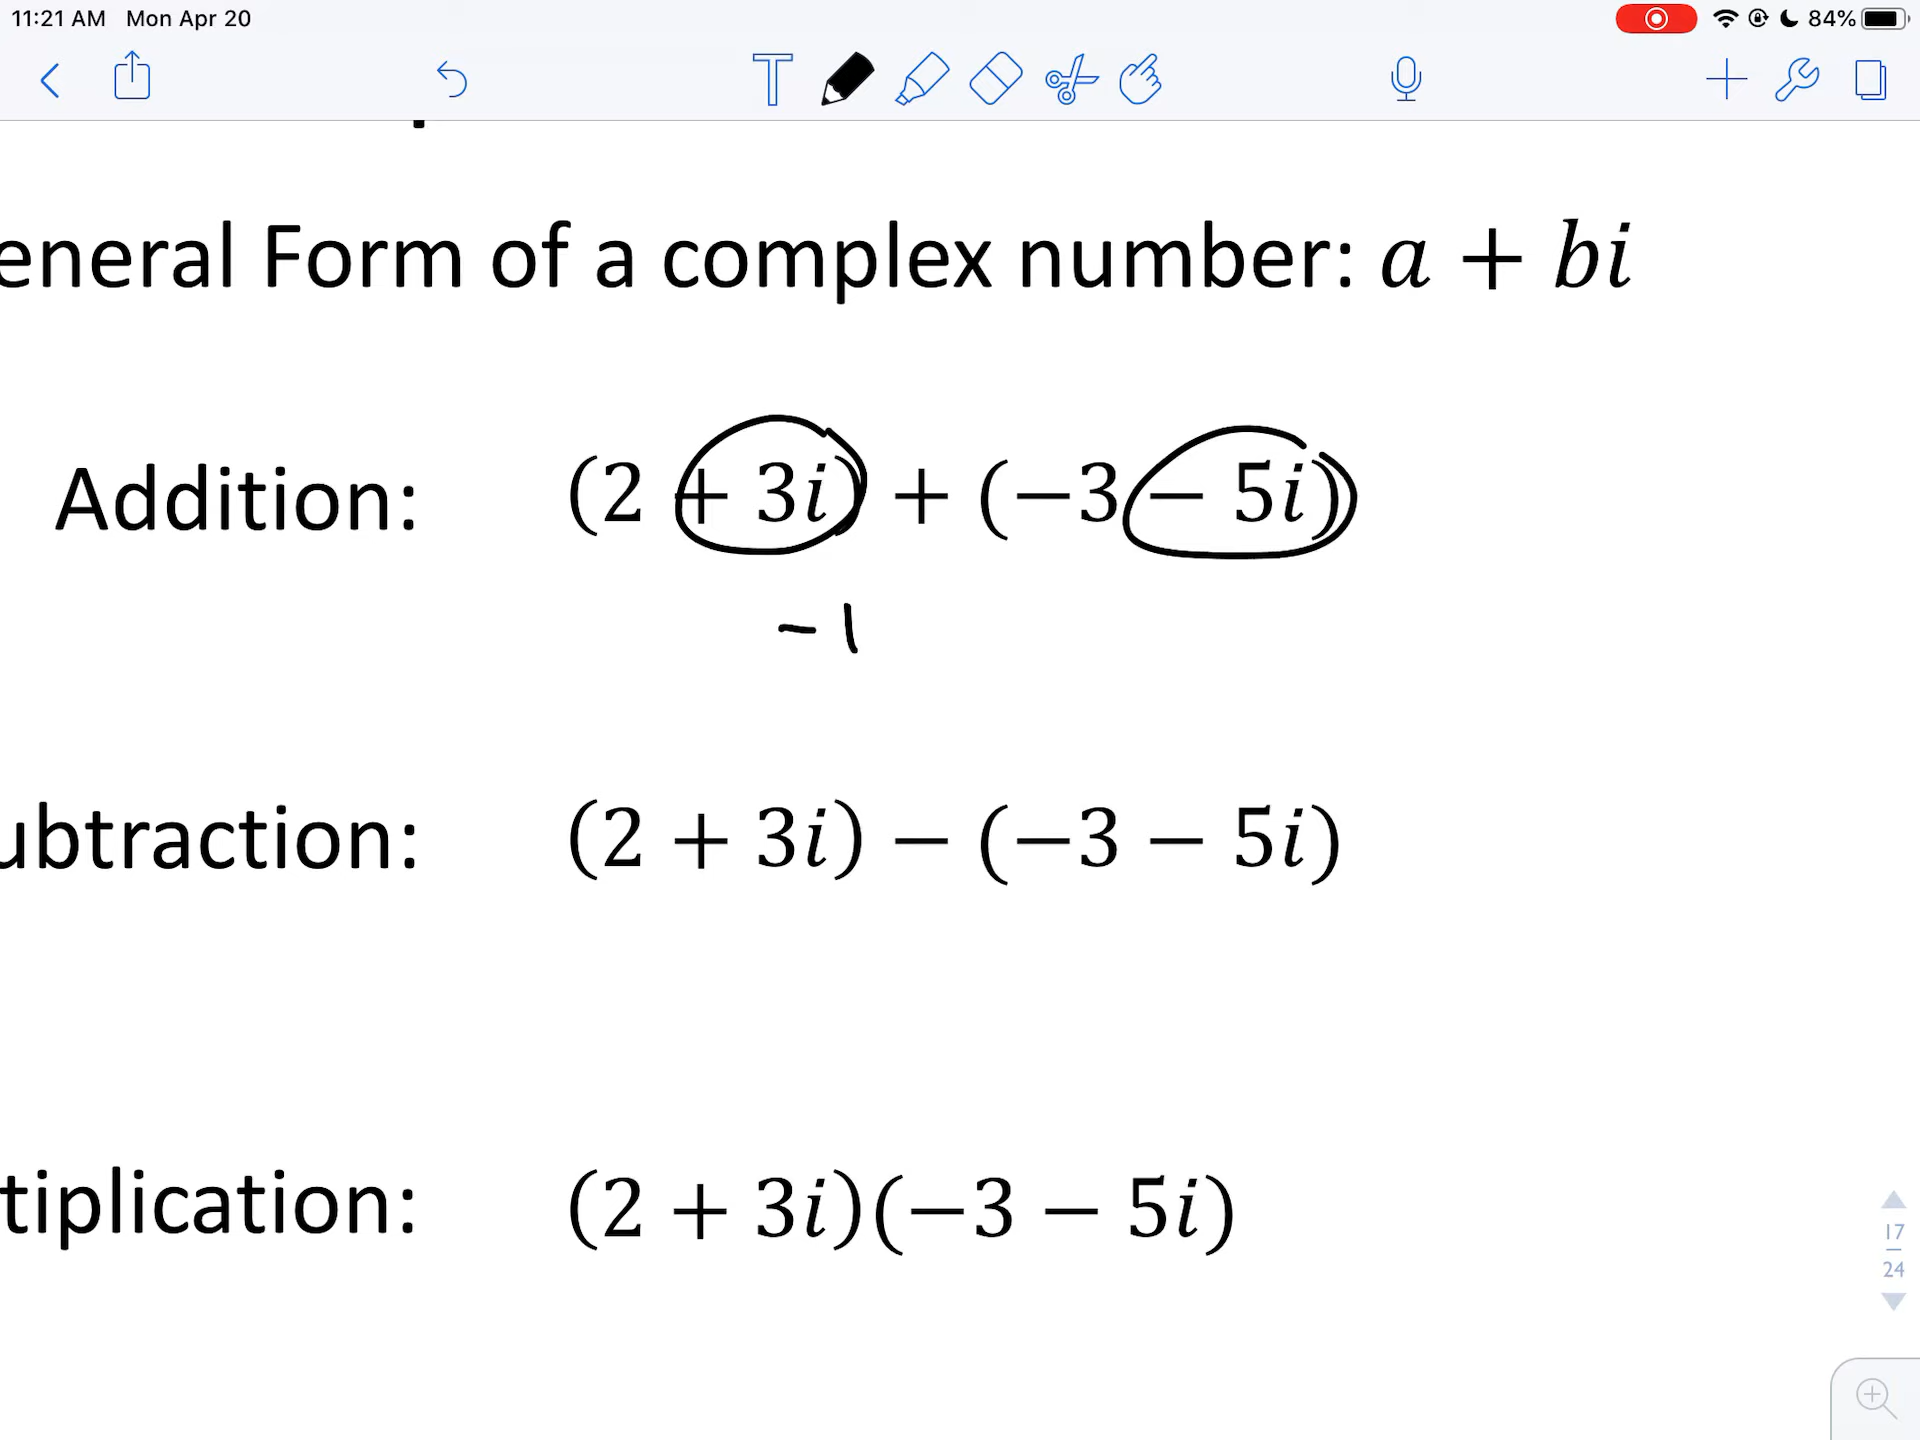 11:21 AM Mon Apr 20 84%
T
eneral Form of a complex number: a + bi
Addition: (2 + 3i) + (−3 − 5i)
−1
ubtraction: (2 + 3i) − (−3 − 5i)
tiplication: (2 + 3i)(−3 − 5i)
17
24